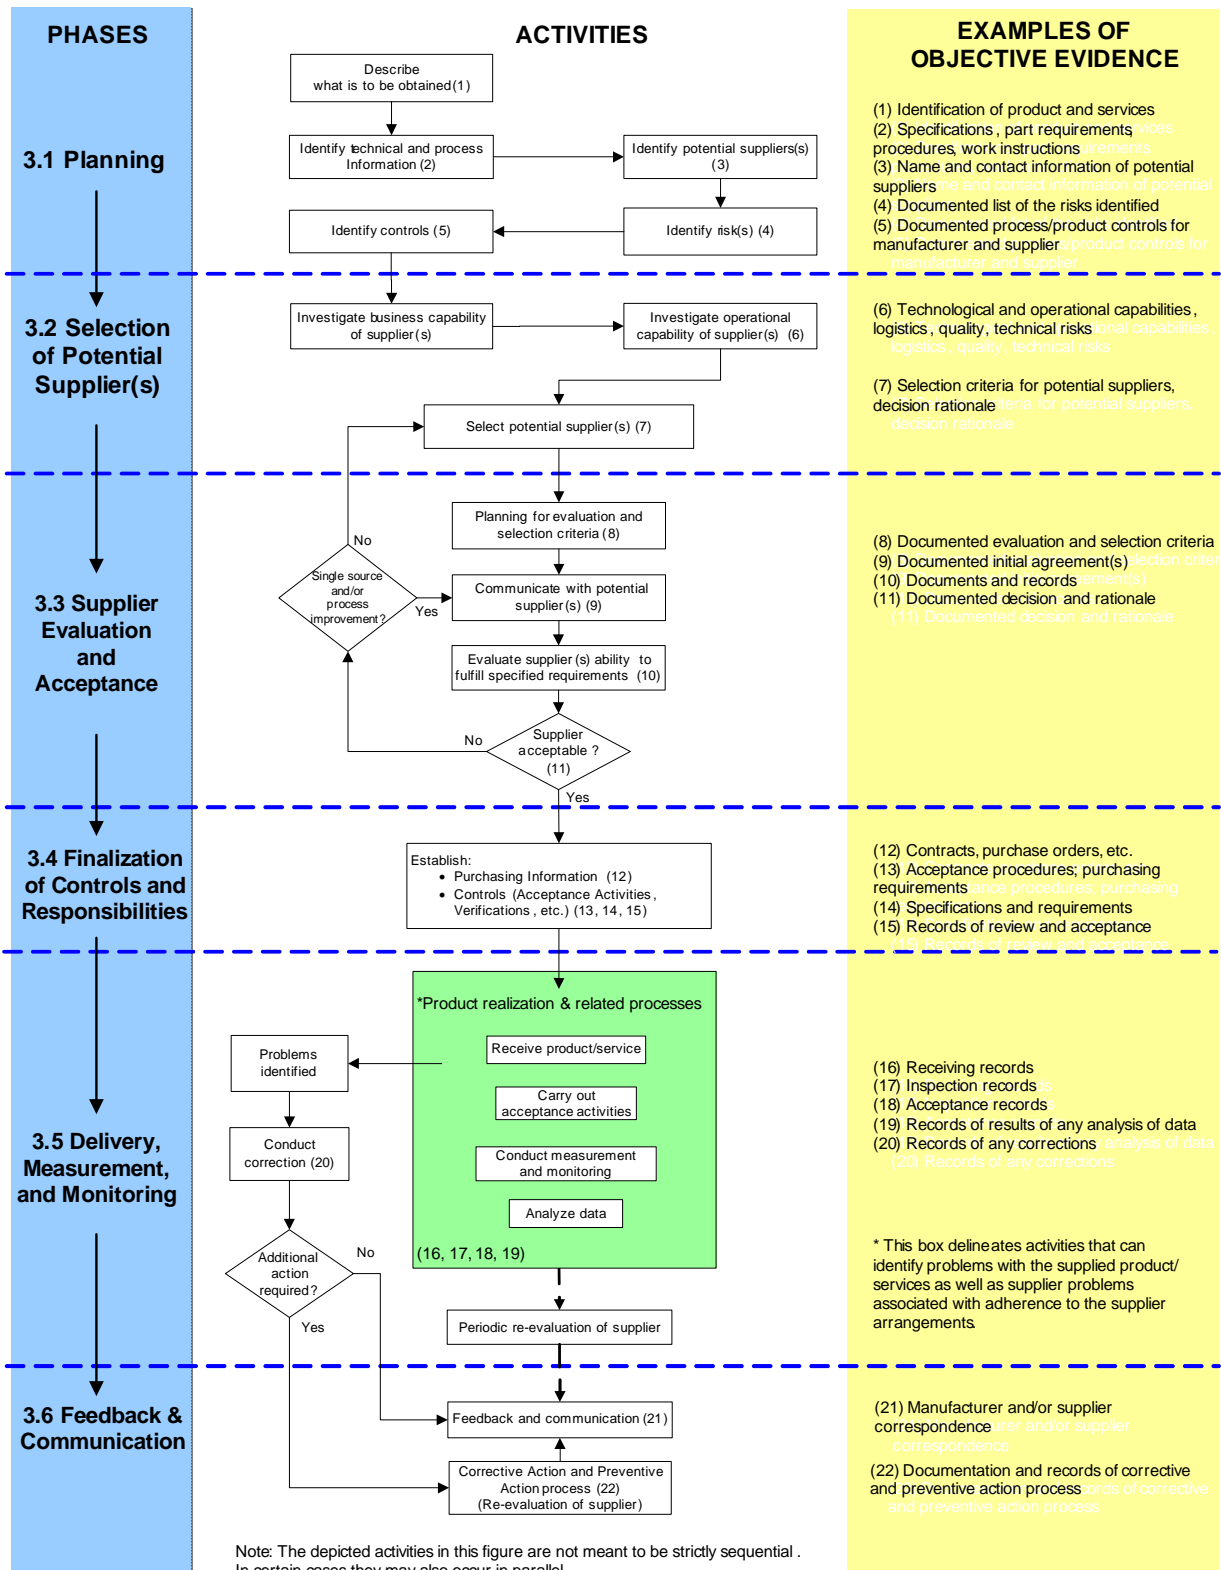 PHASES
ACTIVITIES
EXAMPLES OF
OBJECTIVE EVIDENCE
3.1 Planning
Describe
what is to be obtained (1)
Identify technical and process
Information (2)
Identify potential suppliers(s)
(3)
Identify controls (5)
Identify risk(s) (4)
(1) Identification of product and services
(2) Specifications, part requirements,
procedures, work instructions
(3) Name and contact information of potential
suppliers
(4) Documented list of the risks identified
(5) Documented process/product controls for
manufacturer and supplier
3.2 Selection
of Potential
Supplier(s)
Investigate business capability
of supplier(s)
Investigate operational
capability of supplier(s) (6)
Select potential supplier(s) (7)
(6) Technological and operational capabilities,
logistics, quality, technical risks
(7) Selection criteria for potential suppliers,
decision rationale
3.3 Supplier
Evaluation
and
Acceptance
Planning for evaluation and
selection criteria (8)
No
Single source
and/or
process
improvement?
Yes
Communicate with potential
supplier(s) (9)
Evaluate supplier(s) ability to
fulfill specified requirements (10)
No
Supplier
acceptable ?
(11)
Yes
(8) Documented evaluation and selection criteria
(9) Documented initial agreement(s)
(10) Documents and records
(11) Documented decision and rationale
3.4 Finalization
of Controls and
Responsibilities
Establish:
• Purchasing Information (12)
• Controls (Acceptance Activities,
Verifications, etc.) (13, 14, 15)
(12) Contracts, purchase orders, etc.
(13) Acceptance procedures; purchasing
requirements
(14) Specifications and requirements
(15) Records of review and acceptance
3.5 Delivery,
Measurement,
and Monitoring
*Product realization & related processes
Receive product/service
Carry out
acceptance activities
Conduct measurement
and monitoring
Analyze data
(16, 17, 18, 19)
Problems
identified
Conduct
correction (20)
Additional
action
required?
No
Yes
Periodic re-evaluation of supplier
(16) Receiving records
(17) Inspection records
(18) Acceptance records
(19) Records of results of any analysis of data
(20) Records of any corrections
* This box delineates activities that can
identify problems with the supplied product/
services as well as supplier problems
associated with adherence to the supplier
arrangements.
3.6 Feedback &
Communication
Feedback and communication (21)
Corrective Action and Preventive
Action process (22)
(Re-evaluation of supplier)
(21) Manufacturer and/or supplier
correspondence
(22) Documentation and records of corrective
and preventive action process
Note: The depicted activities in this figure are not meant to be strictly sequential.
In certain cases they may also occur in parallel